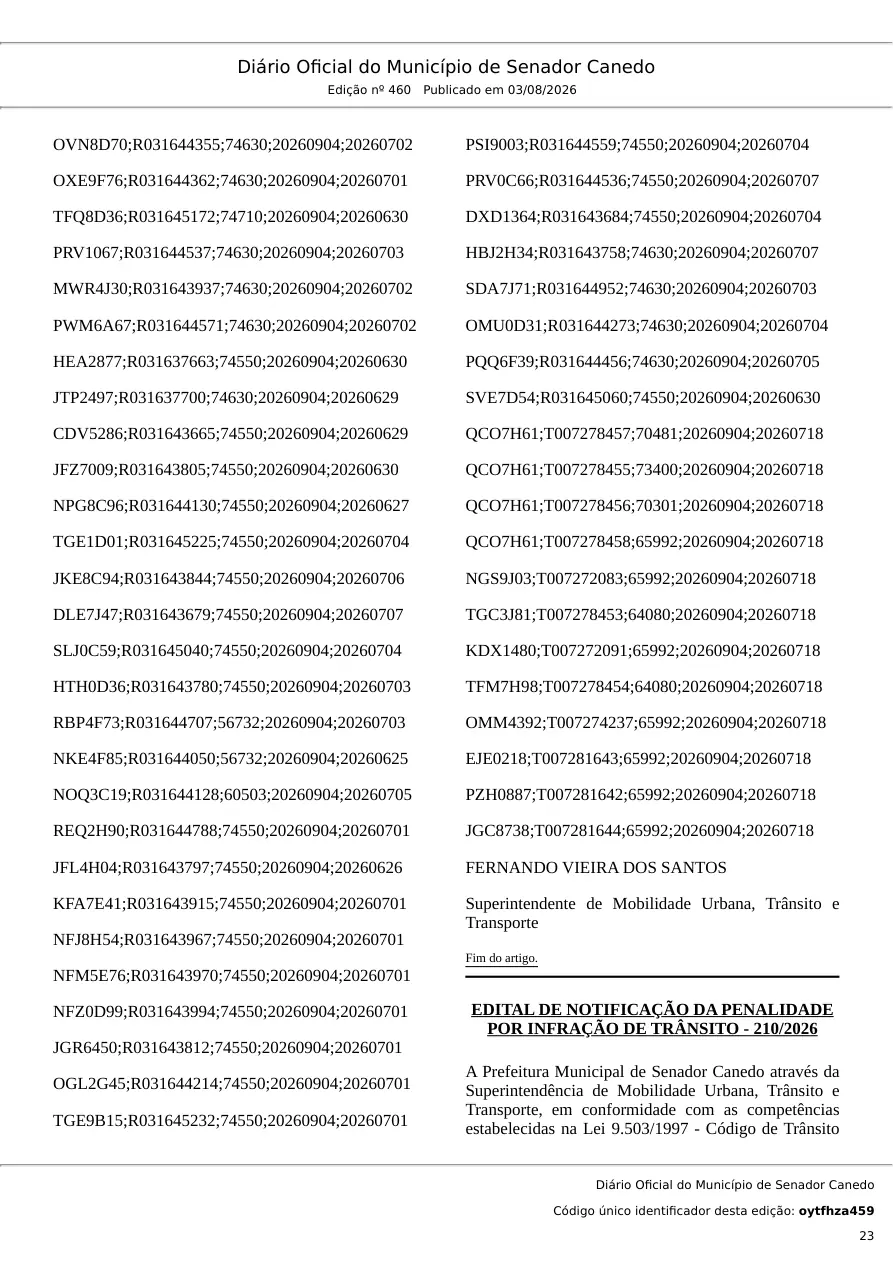 Diário Oficial do Município de Senador Canedo
Edição nº 460 Publicado em 03/08/2026
OVN8D70;R031644355;74630;20260904;20260702
OXE9F76;R031644362;74630;20260904;20260701
TFQ8D36;R031645172;74710;20260904;20260630
PRV1067;R031644537;74630;20260904;20260703
MWR4J30;R031643937;74630;20260904;20260702
PWM6A67;R031644571;74630;20260904;20260702
HEA2877;R031637663;74550;20260904;20260630
JTP2497;R031637700;74630;20260904;20260629
CDV5286;R031643665;74550;20260904;20260629
JFZ7009;R031643805;74550;20260904;20260630
NPG8C96;R031644130;74550;20260904;20260627
TGE1D01;R031645225;74550;20260904;20260704
JKE8C94;R031643844;74550;20260904;20260706
DLE7J47;R031643679;74550;20260904;20260707
SLJ0C59;R031645040;74550;20260904;20260704
HTH0D36;R031643780;74550;20260904;20260703
RBP4F73;R031644707;56732;20260904;20260703
NKE4F85;R031644050;56732;20260904;20260625
NOQ3C19;R031644128;60503;20260904;20260705
REQ2H90;R031644788;74550;20260904;20260701
JFL4H04;R031643797;74550;20260904;20260626
KFA7E41;R031643915;74550;20260904;20260701
NFJ8H54;R031643967;74550;20260904;20260701
NFM5E76;R031643970;74550;20260904;20260701
NFZ0D99;R031643994;74550;20260904;20260701
JGR6450;R031643812;74550;20260904;20260701
OGL2G45;R031644214;74550;20260904;20260701
TGE9B15;R031645232;74550;20260904;20260701
PSI9003;R031644559;74550;20260904;20260704
PRV0C66;R031644536;74550;20260904;20260707
DXD1364;R031643684;74550;20260904;20260704
HBJ2H34;R031643758;74630;20260904;20260707
SDA7J71;R031644952;74630;20260904;20260703
OMU0D31;R031644273;74630;20260904;20260704
PQQ6F39;R031644456;74630;20260904;20260705
SVE7D54;R031645060;74550;20260904;20260630
QCO7H61;T007278457;70481;20260904;20260718
QCO7H61;T007278455;73400;20260904;20260718
QCO7H61;T007278456;70301;20260904;20260718
QCO7H61;T007278458;65992;20260904;20260718
NGS9J03;T007272083;65992;20260904;20260718
TGC3J81;T007278453;64080;20260904;20260718
KDX1480;T007272091;65992;20260904;20260718
TFM7H98;T007278454;64080;20260904;20260718
OMM4392;T007274237;65992;20260904;20260718
EJE0218;T007281643;65992;20260904;20260718
PZH0887;T007281642;65992;20260904;20260718
JGC8738;T007281644;65992;20260904;20260718
FERNANDO VIEIRA DOS SANTOS
Superintendente de Mobilidade Urbana, Trânsito e
Transporte
Fim do artigo.
EDITAL DE NOTIFICAÇÃO DA PENALIDADE
POR INFRAÇÃO DE TRÂNSITO - 210/2026
A Prefeitura Municipal de Senador Canedo através da
Superintendência de Mobilidade Urbana, Trânsito e
Transporte, em conformidade com as competências
estabelecidas na Lei 9.503/1997 - Código de Trânsito
Diário Oficial do Município de Senador Canedo
Código único identificador desta edição: oytfhza459
23